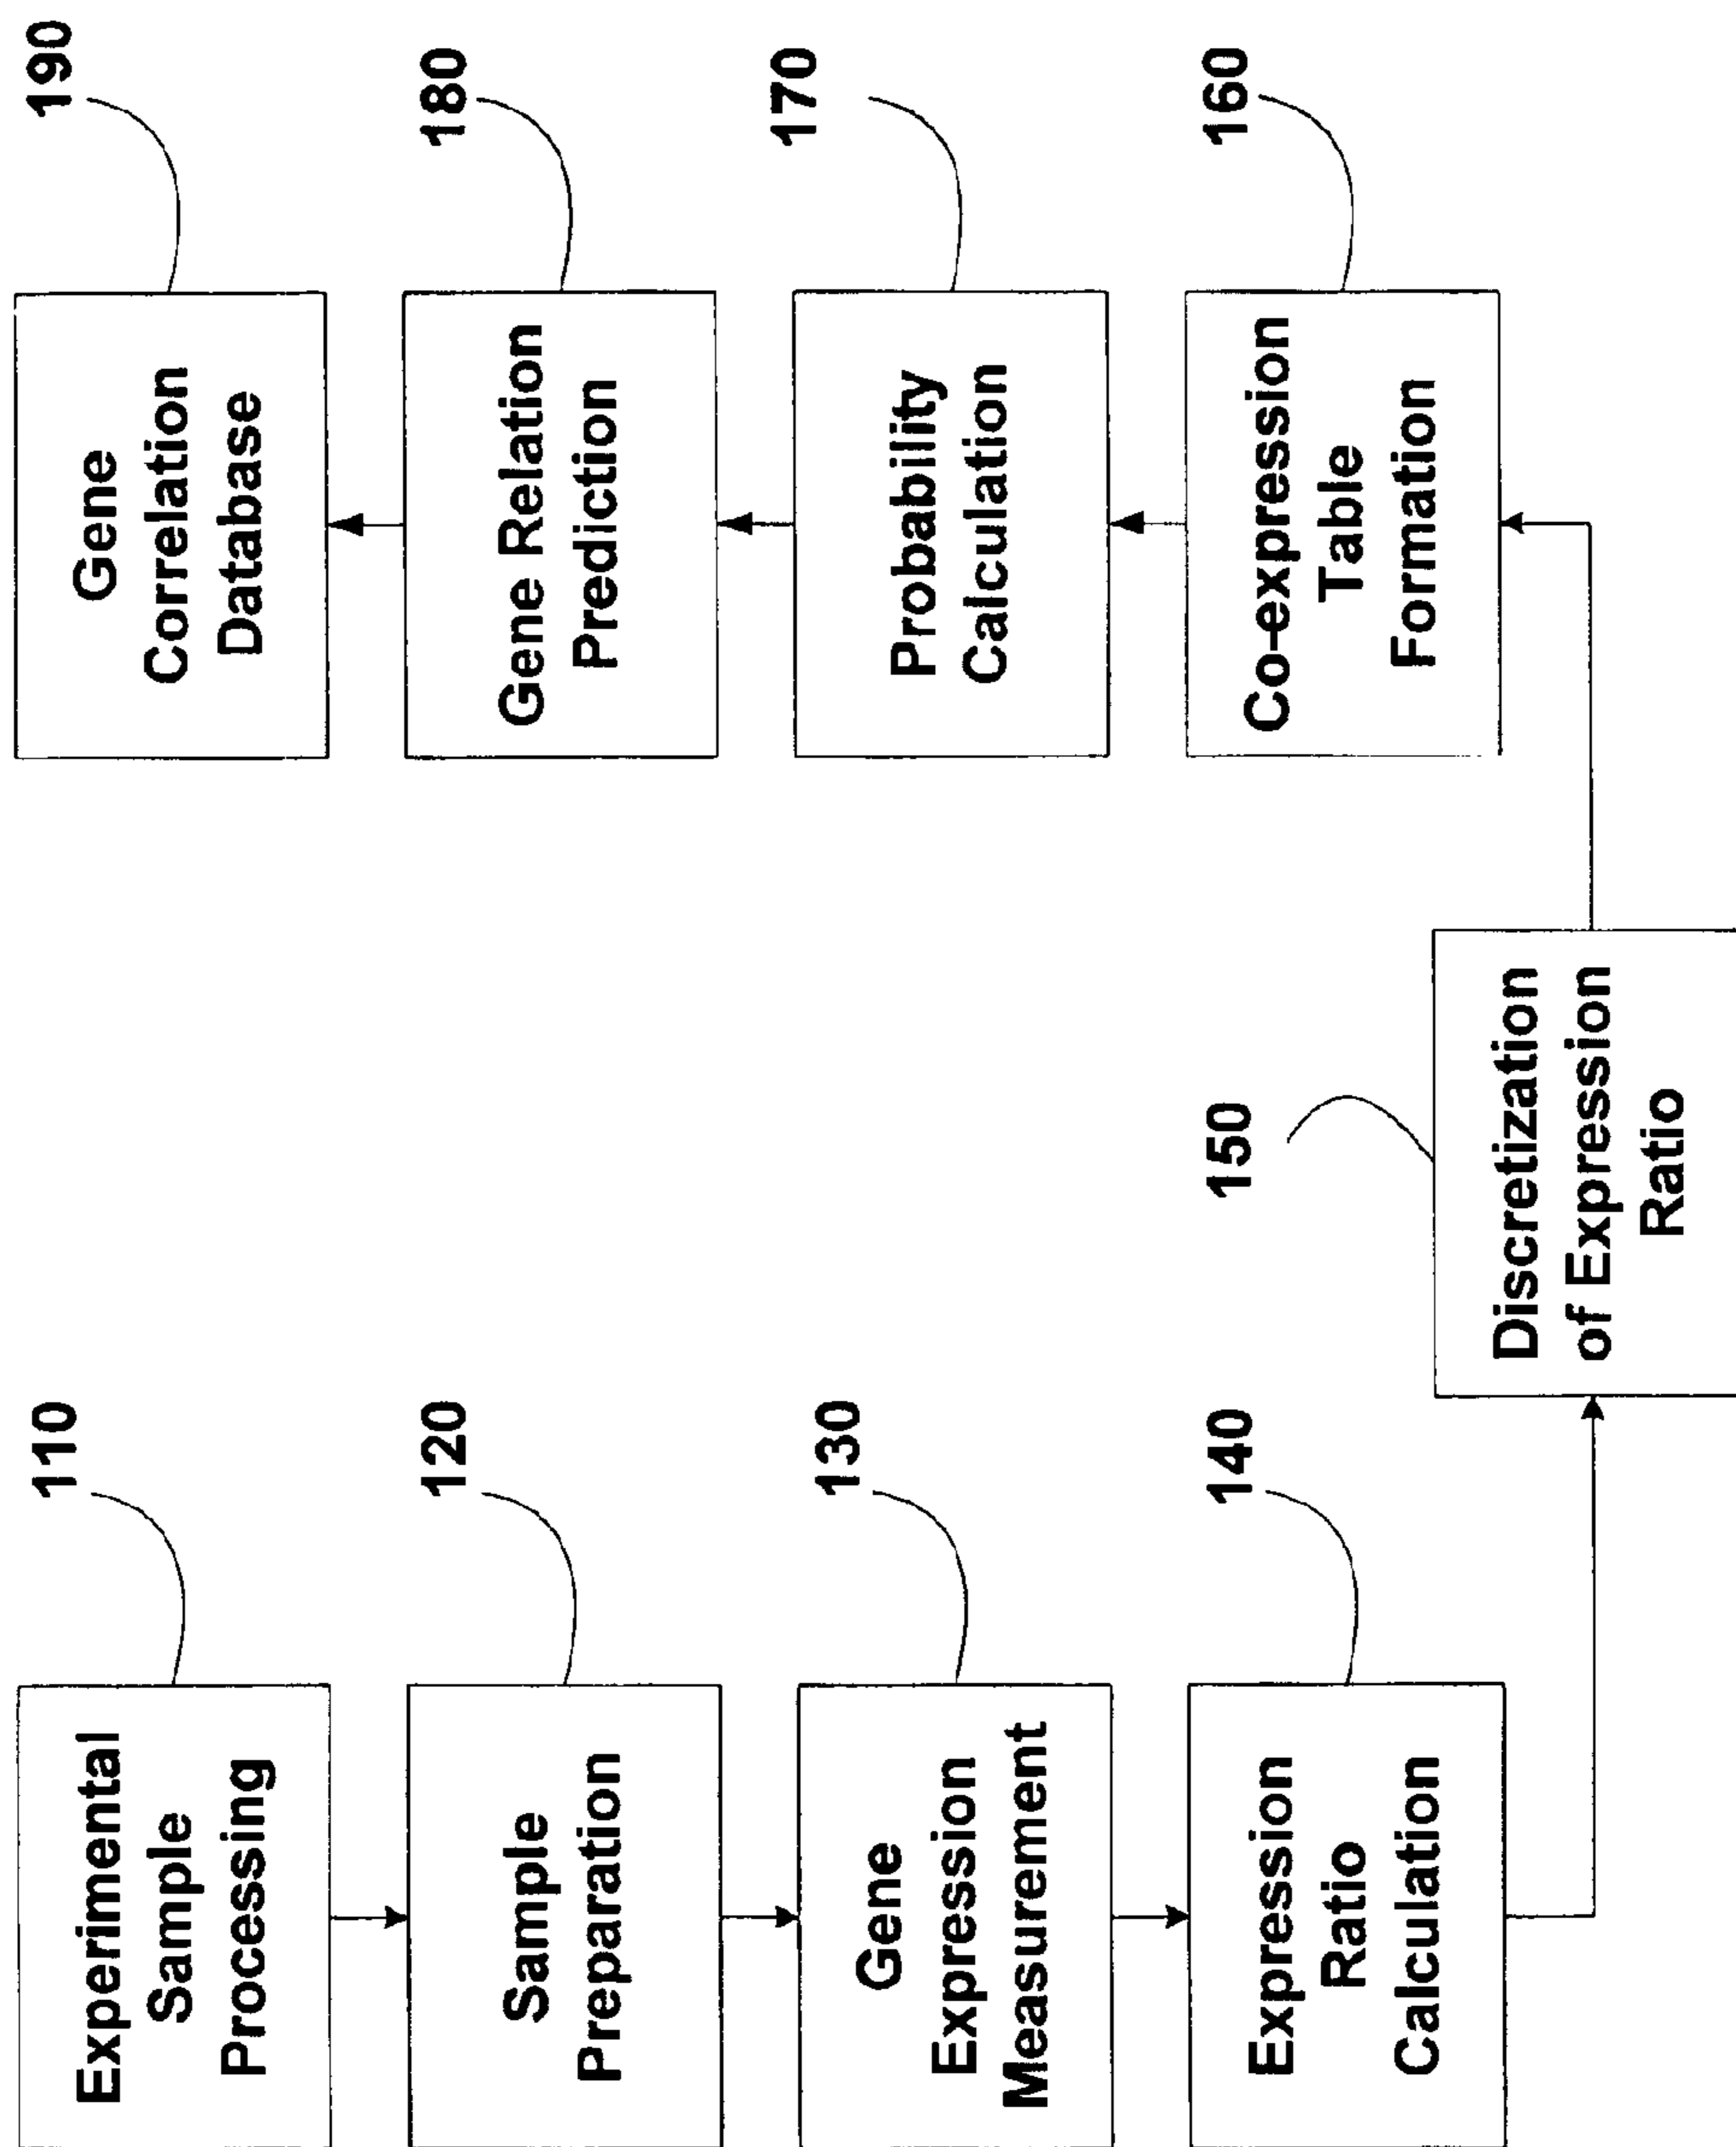 110
Experimental
Sample
Processing
120
Sample
Preparation
130
Gene
Expression
Measurement
140
Expression
Ratio
Calculation
150
Discretization
of Expression
Ratio
160
Co-expression
Table
Formation
170
Probability
Calculation
180
Gene Relation
Prediction
190
Gene
Correlation
Database